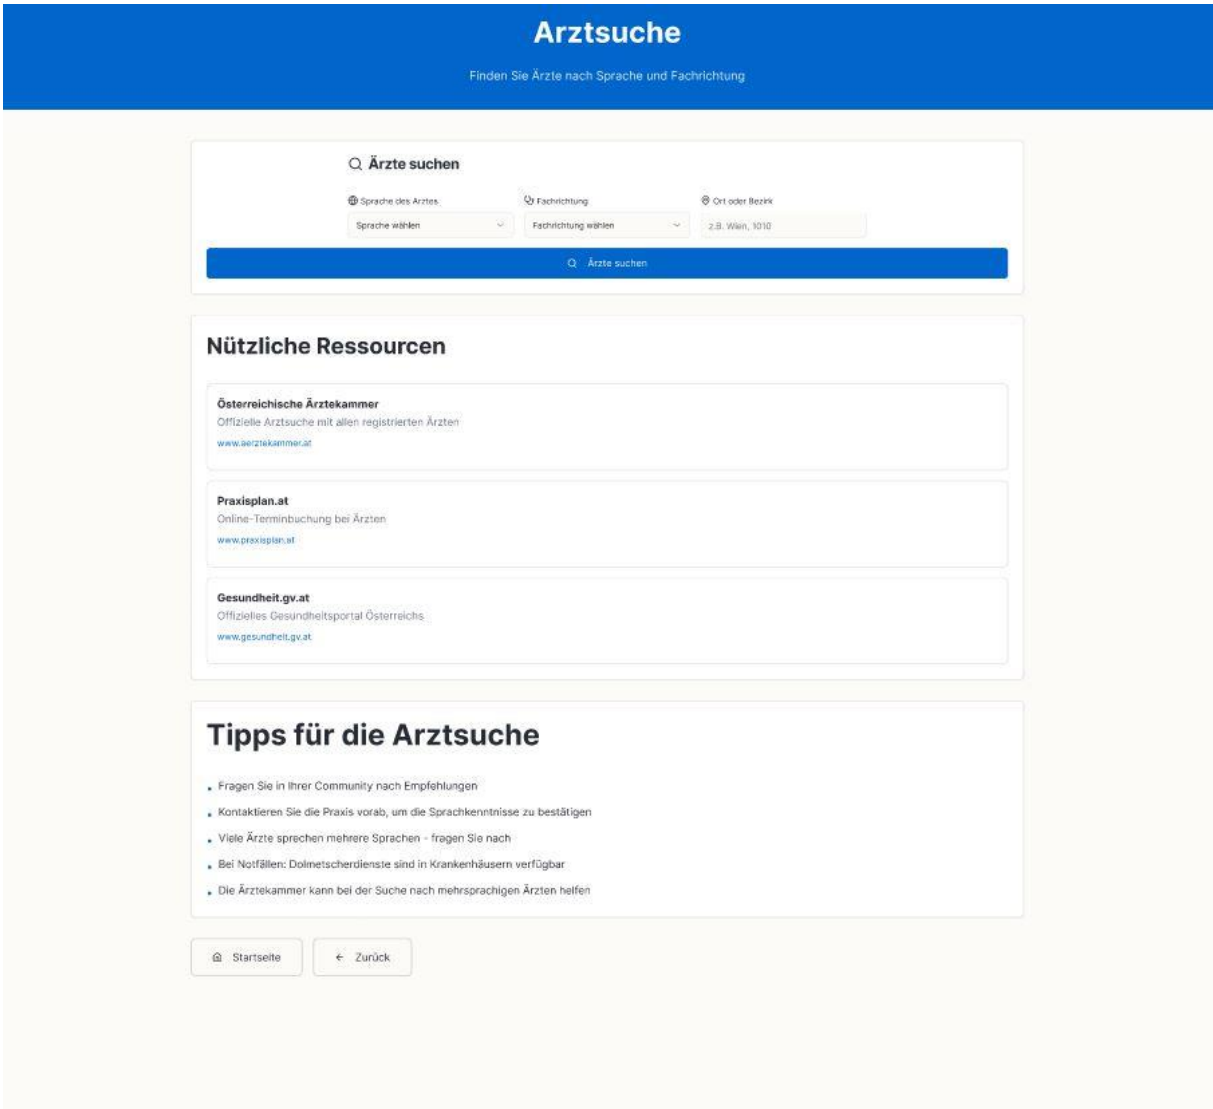 Arztsuche
Finden Sie Ärzte nach Sprache und Fachrichtung
Ärzte suchen
Sprache des Arztes
Fachrichtung
Ort oder Bezirk
Sprache wählen
Fachrichtung wählen
z.B. Wien, 1010
Ärzte suchen
Nützliche Ressourcen
Österreichische Ärztekammer
Offizielle Arztsuche mit allen registrierten Ärzten
www.aerztekammer.at
Praxisplan.at
Online-Terminbuchung bei Ärzten
www.praxisplan.at
Gesundheit.gv.at
Offizielles Gesundheitsportal Österreichs
www.gesundheit.gv.at
Tipps für die Arztsuche
Fragen Sie in Ihrer Community nach Empfehlungen
Kontaktieren Sie die Praxis vorab, um die Sprachkenntnisse zu bestätigen
Viele Ärzte sprechen mehrere Sprachen - fragen Sie nach
Bei Notfällen: Dolmetscherdienste sind in Krankenhäusern verfügbar
Die Ärztekammer kann bei der Suche nach mehrsprachigen Ärzten helfen
Startseite
Zurück